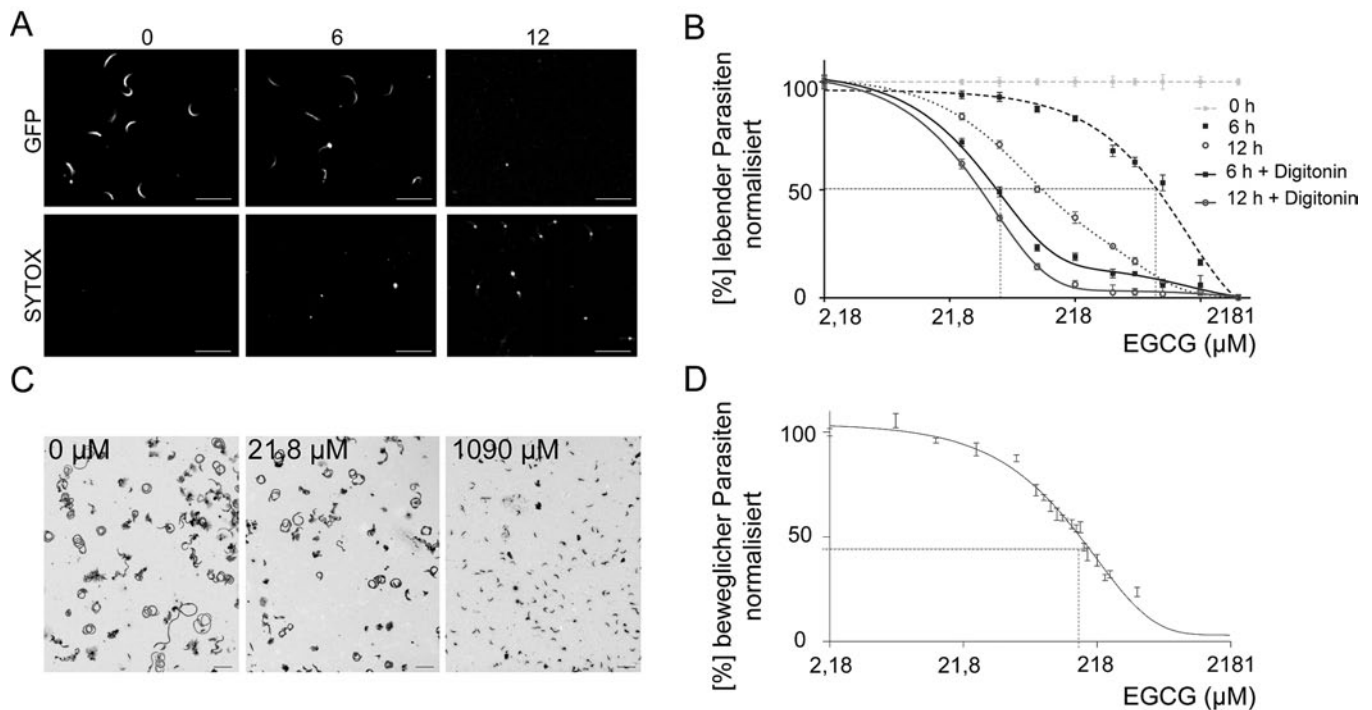 A
0
6
12
GFP
SYTOX
B
[%] lebender Parasiten
normalisiert
100
50
0
2,18
21,8
218
2181
EGCG (µM)
0 h
6 h
12 h
6 h + Digitonin
12 h + Digitonin
C
0 µM
21,8 µM
1090 µM
D
[%] beweglicher Parasiten
normalisiert
100
50
0
2,18
21,8
218
2181
EGCG (µM)